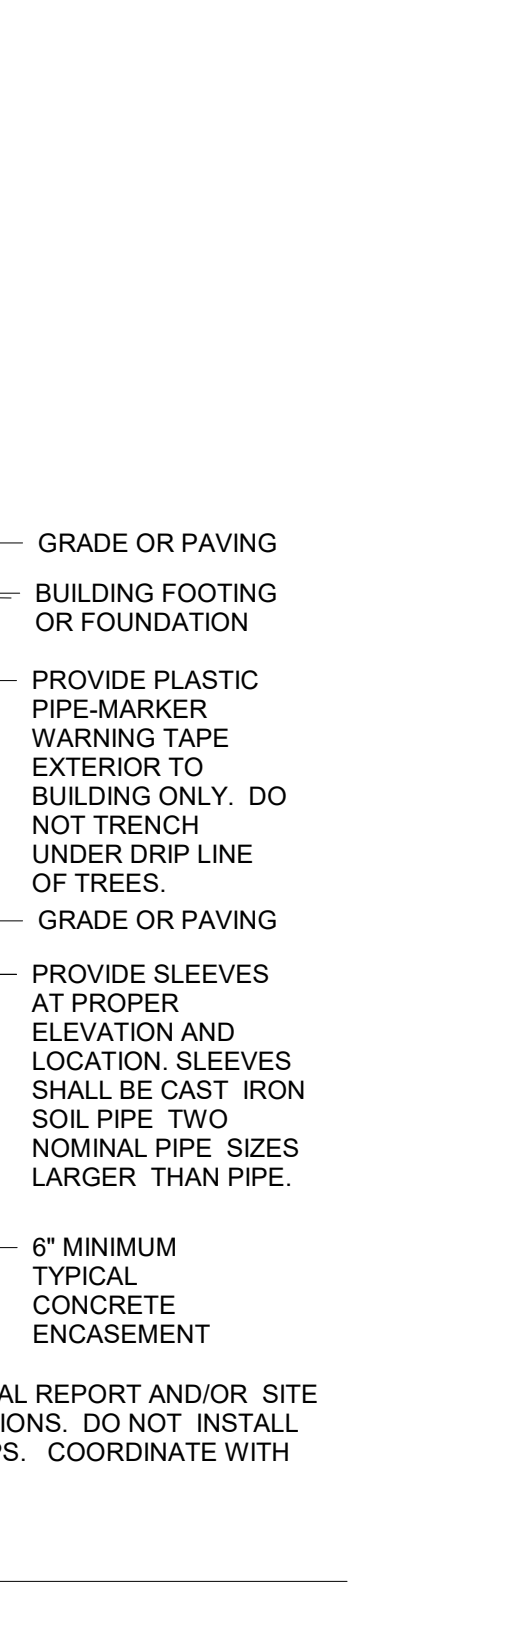 GRADE OR PAVING
BUILDING FOOTING
OR FOUNDATION
PROVIDE PLASTIC
PIPE-MARKER
WARNING TAPE
EXTERIOR TO
BUILDING ONLY.  DO
NOT TRENCH
UNDER DRIP LINE
OF TREES.
GRADE OR PAVING
PROVIDE SLEEVES
AT PROPER
ELEVATION AND
LOCATION. SLEEVES
SHALL BE CAST  IRON
SOIL PIPE  TWO
NOMINAL PIPE  SIZES
LARGER  THAN PIPE.
6" MINIMUM
TYPICAL
CONCRETE
ENCASEMENT
AL REPORT AND/OR  SITE
IONS.  DO NOT  INSTALL
PS.   COORDINATE WITH